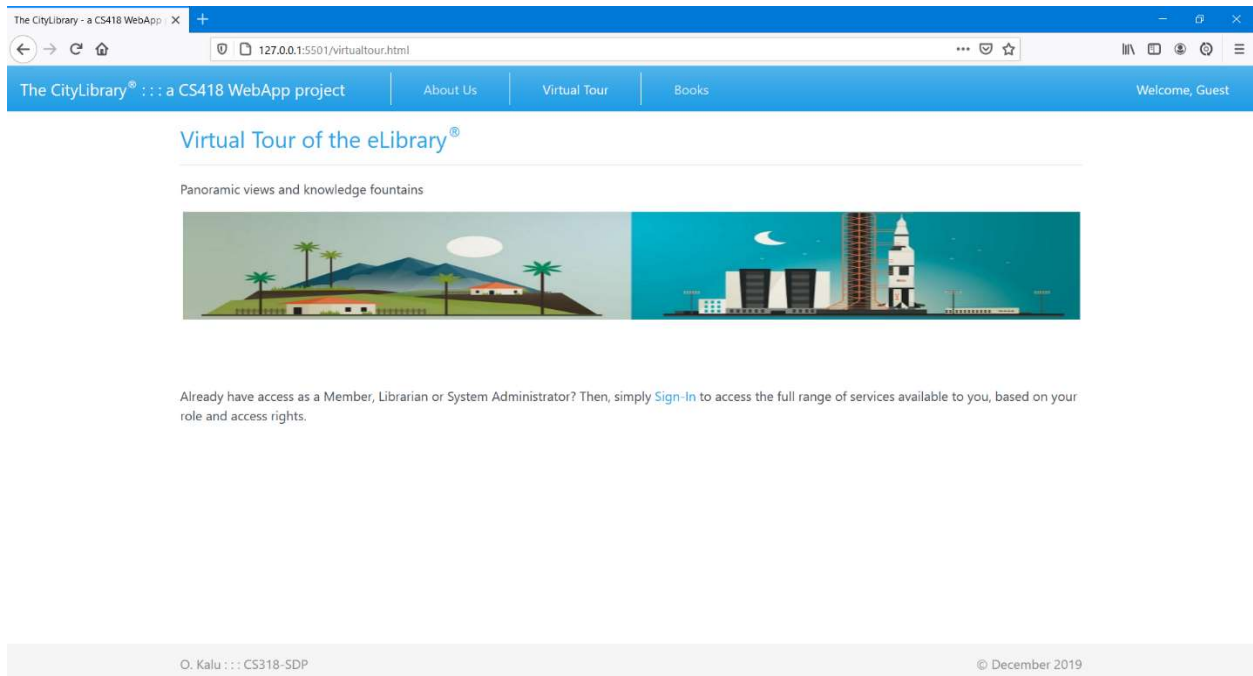 The CityLibrary - a CS418 WebApp
127.0.0.1:5501/virtualtour.html
The CityLibrary® : : : a CS418 WebApp project
About Us
Virtual Tour
Books
Welcome, Guest
Virtual Tour of the eLibrary®
Panoramic views and knowledge fountains
Already have access as a Member, Librarian or System Administrator? Then, simply Sign-In to access the full range of services available to you, based on your
role and access rights.
O. Kalu : : : CS318-SDP
© December 2019